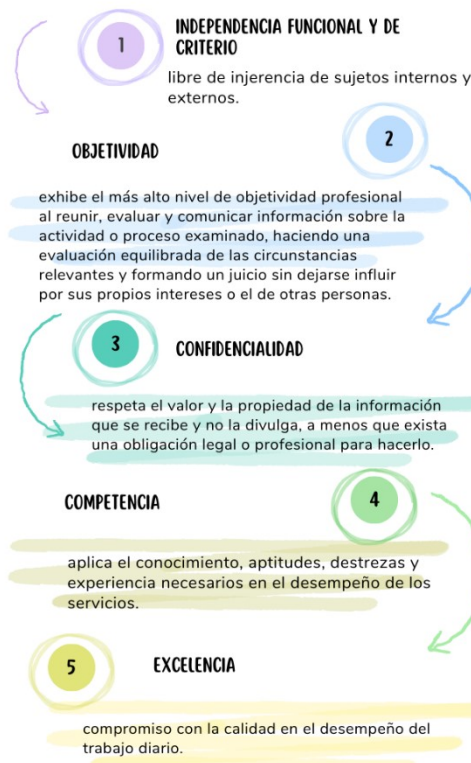 1
INDEPENDENCIA FUNCIONAL Y DE
CRITERIO
libre de injerencia de sujetos internos y
externos.
2
OBJETIVIDAD
exhibe el más alto nivel de objetividad profesional
al reunir, evaluar y comunicar información sobre la
actividad o proceso examinado, haciendo una
evaluación equilibrada de las circunstancias
relevantes y formando un juicio sin dejarse influir
por sus propios intereses o el de otras personas.
3
CONFIDENCIALIDAD
respeta el valor y la propiedad de la información
que se recibe y no la divulga, a menos que exista
una obligación legal o profesional para hacerlo.
COMPETENCIA
4
aplica el conocimiento, aptitudes, destrezas y
experiencia necesarios en el desempeño de los
servicios.
5
EXCELENCIA
compromiso con la calidad en el desempeño del
trabajo diario.